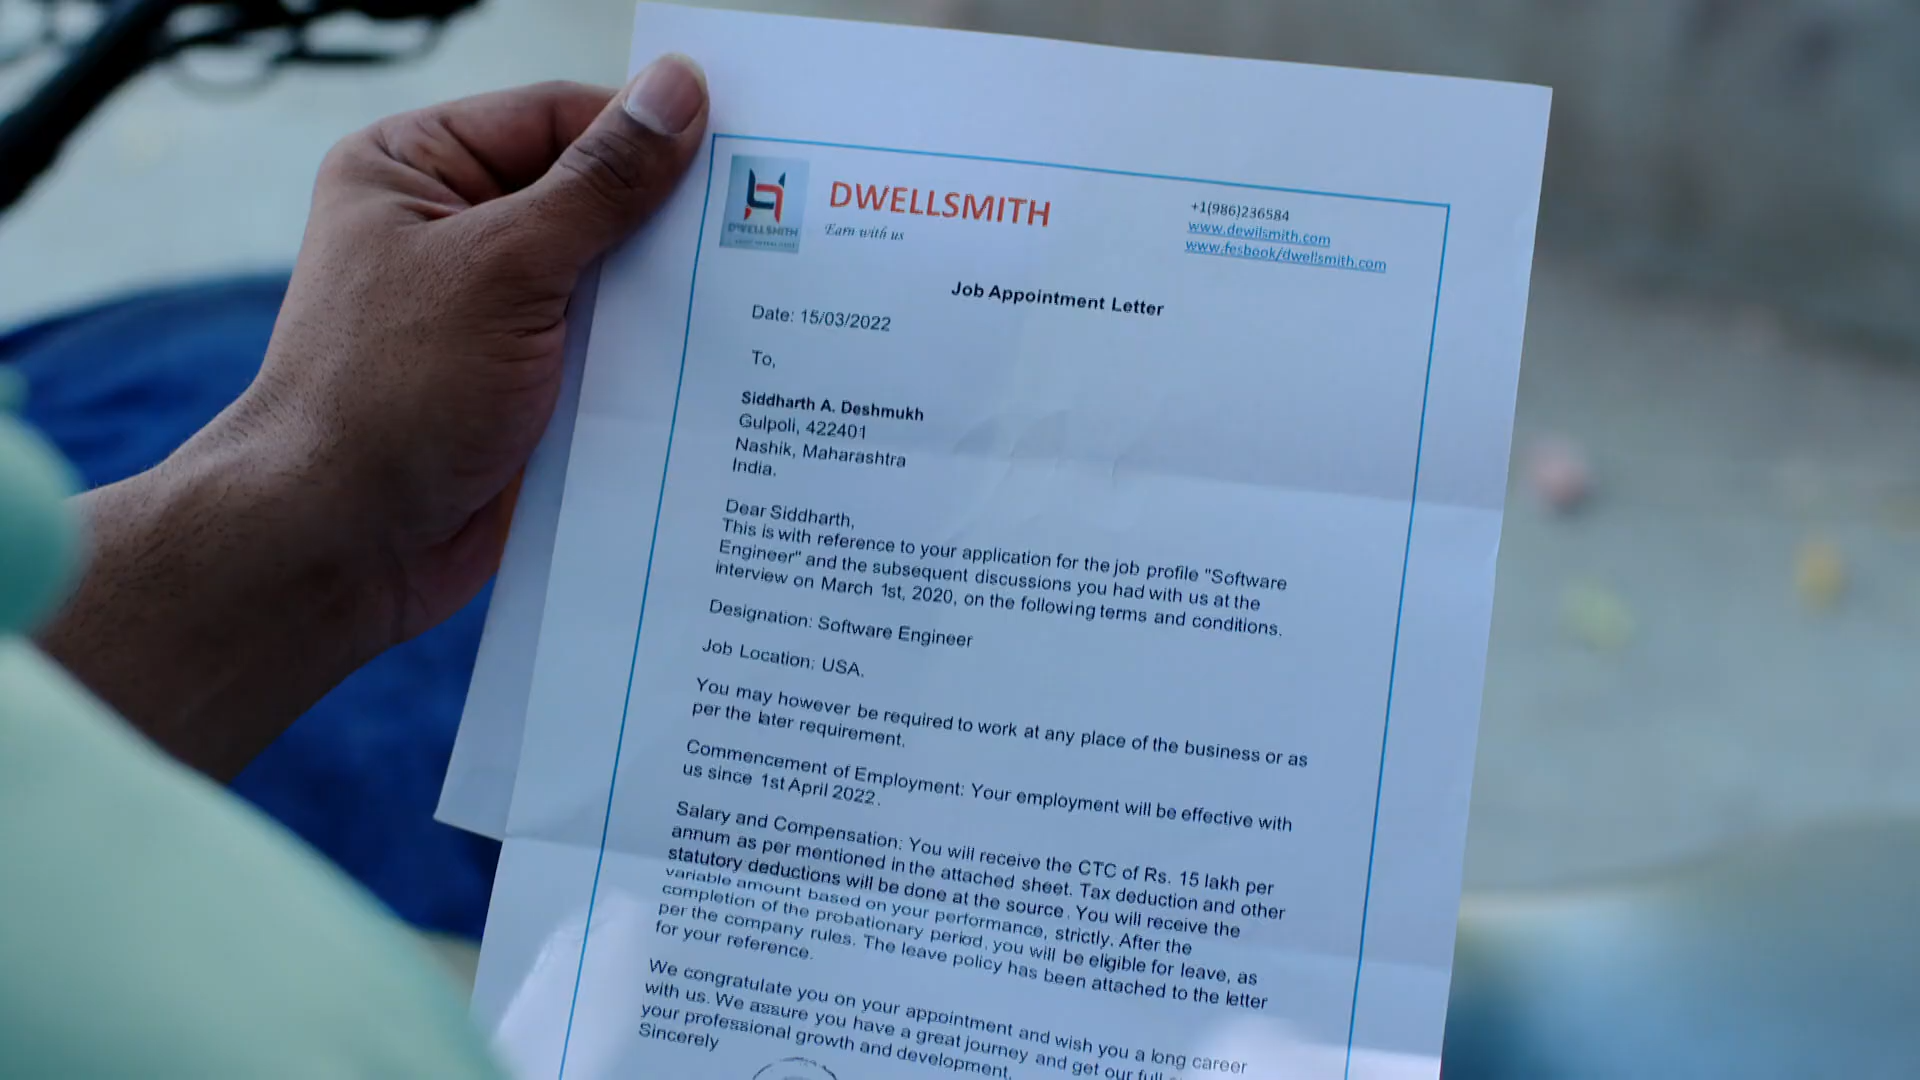 DWELLSMITH
DWELLSMITH
Earn with us
+1(986)236584
www.dewilsmith.com
www.fesbook/dwellsmith.com
Job Appointment Letter
Date: 15/03/2022
To,
Siddharth A. Deshmukh
Gulpoli, 422401
Nashik, Maharashtra
India.
Dear Siddharth,
This is with reference to your application for the job profile "Software
Engineer" and the subsequent discussions you had with us at the
interview on March 1st, 2020, on the following terms and conditions.
Designation: Software Engineer
Job Location: USA.
You may however be required to work at any place of the business or as
per the later requirement.
Commencement of Employment: Your employment will be effective with
us since 1st April 2022.
Salary and Compensation: You will receive the CTC of Rs. 15 lakh per
annum as per mentioned in the attached sheet. Tax deduction and other
statutory deductions will be done at the source. You will receive the
variable amount based on your performance, strictly. After the
completion of the probationary period, you will be eligible for leave, as
per the company rules. The leave policy has been attached to the letter
for your reference.
We congratulate you on your appointment and wish you a long career
with us. We assure you have a great journey and get our full
your professional growth and development.
Sincerely